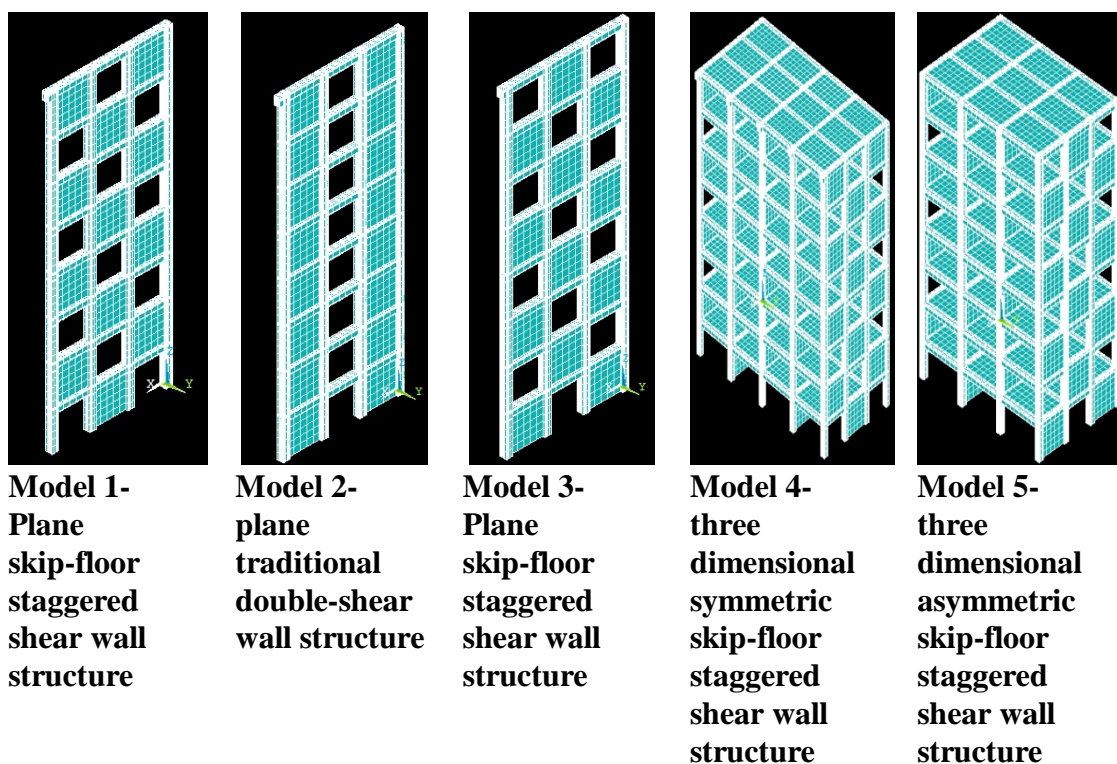 Model 1-
Plane
skip-floor
staggered
shear wall
structure
Model 2-
plane
traditional
double-shear
wall structure
Model 3-
Plane
skip-floor
staggered
shear wall
structure
Model 4-
three
dimensional
symmetric
skip-floor
staggered
shear wall
structure
Model 5-
three
dimensional
asymmetric
skip-floor
staggered
shear wall
structure
X
Z
Y
Y
Y